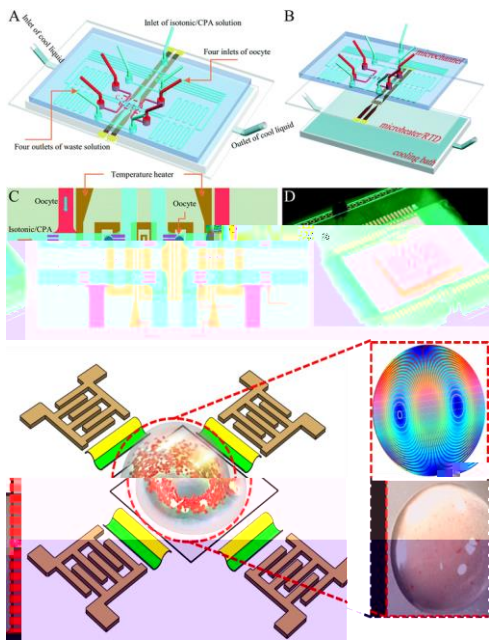 A
Inlet of cool liquid
Inlet of isotonic/CPA solution
Four inlets of oocyte
Four outlets of waste solution
Outlet of cool liquid
B
microchannel
microheater/RTD
cooling bath
Temperature heater
C
Oocyte
Oocyte
Isotonic/CPA
D